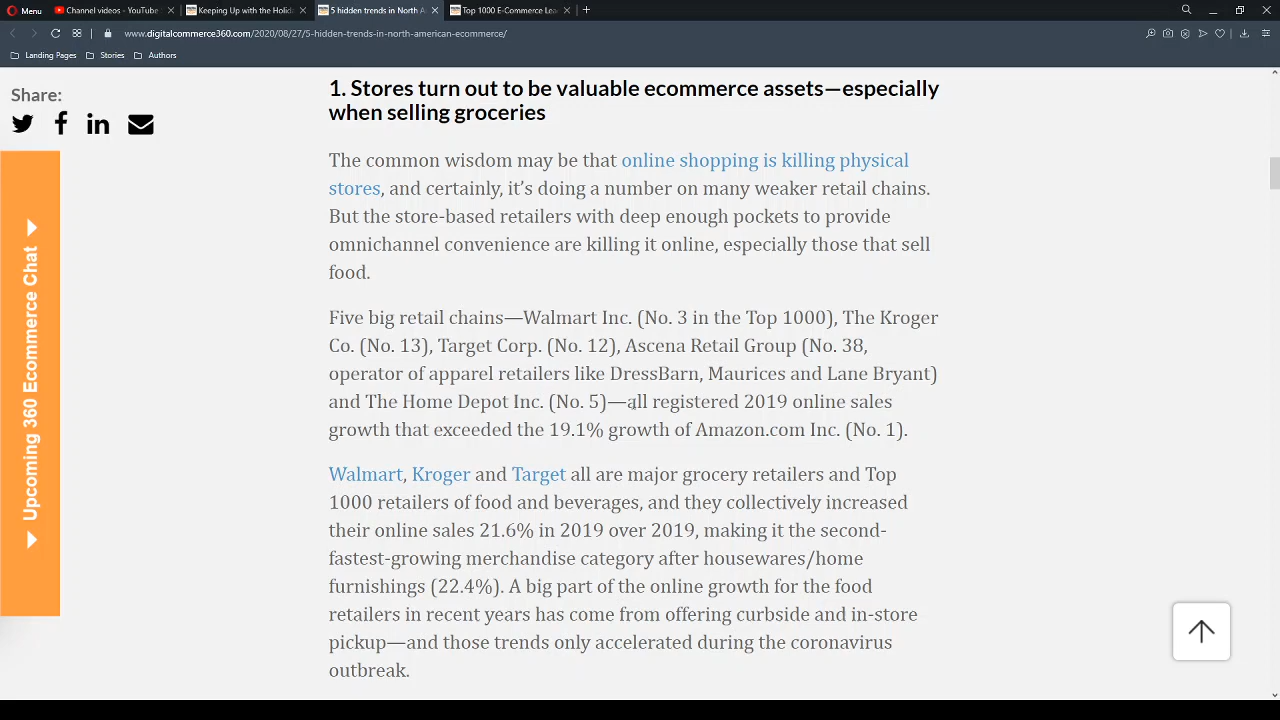 Menu
Channel videos - YouTube
Keeping Up with the Holid
5 hidden trends in North A
Top 1000 E-Commerce Lea
www.digitalcommerce360.com/2020/08/27/5-hidden-trends-in-north-american-ecommerce/
Landing Pages
Stories
Authors
Share:
Upcoming 360 Ecommerce Chat
1. Stores turn out to be valuable ecommerce assets—especially
when selling groceries
The common wisdom may be that online shopping is killing physical
stores, and certainly, it’s doing a number on many weaker retail chains.
But the store-based retailers with deep enough pockets to provide
omnichannel convenience are killing it online, especially those that sell
food.
Five big retail chains—Walmart Inc. (No. 3 in the Top 1000), The Kroger
Co. (No. 13), Target Corp. (No. 12), Ascena Retail Group (No. 38,
operator of apparel retailers like DressBarn, Maurices and Lane Bryant)
and The Home Depot Inc. (No. 5)—all registered 2019 online sales
growth that exceeded the 19.1% growth of Amazon.com Inc. (No. 1).
Walmart, Kroger and Target all are major grocery retailers and Top
1000 retailers of food and beverages, and they collectively increased
their online sales 21.6% in 2019 over 2019, making it the second-
fastest-growing merchandise category after housewares/home
furnishings (22.4%). A big part of the online growth for the food
retailers in recent years has come from offering curbside and in-store
pickup—and those trends only accelerated during the coronavirus
outbreak.